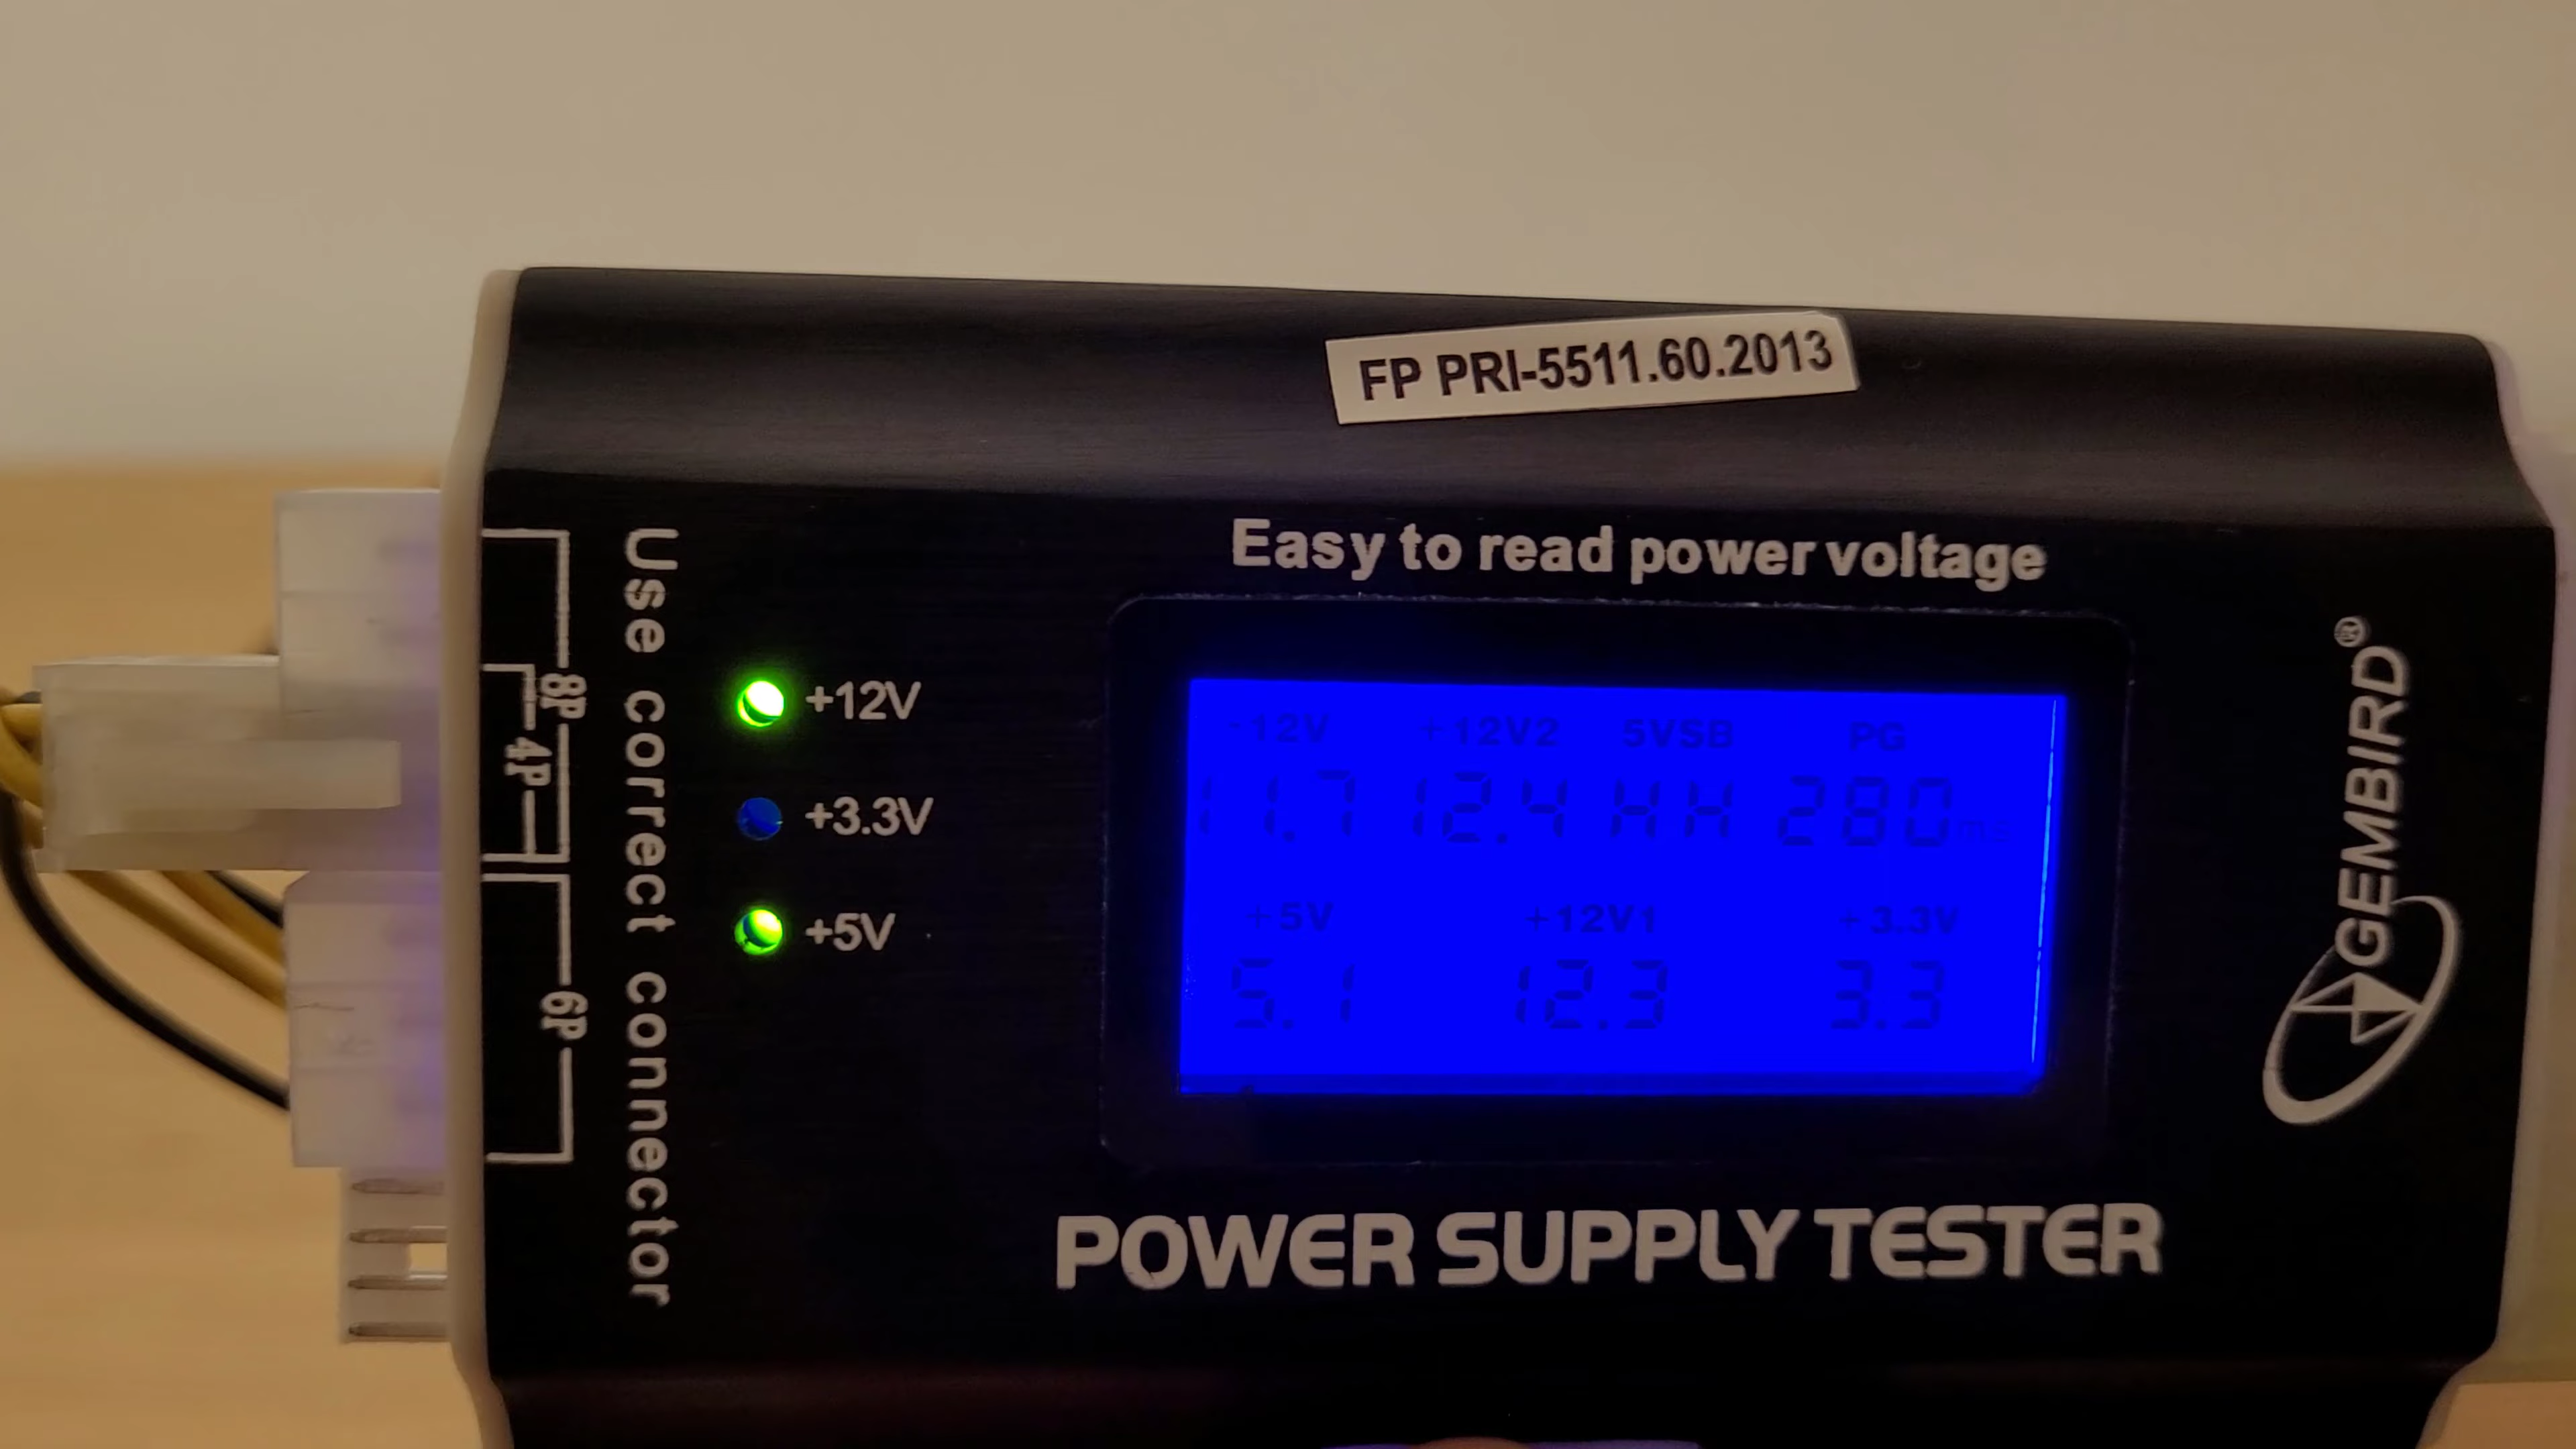 FP PRI-5511.60.2013
Easy to read power voltage
Use correct connector
8P
4P
6P
+12V
+3.3V
+5V
-12V +12V2 5VSB PG
11.7 12.4 HH 280ms
+5V +12V1 +3.3V
5.1 12.3 3.3
GEMBIRD®
POWER SUPPLY TESTER